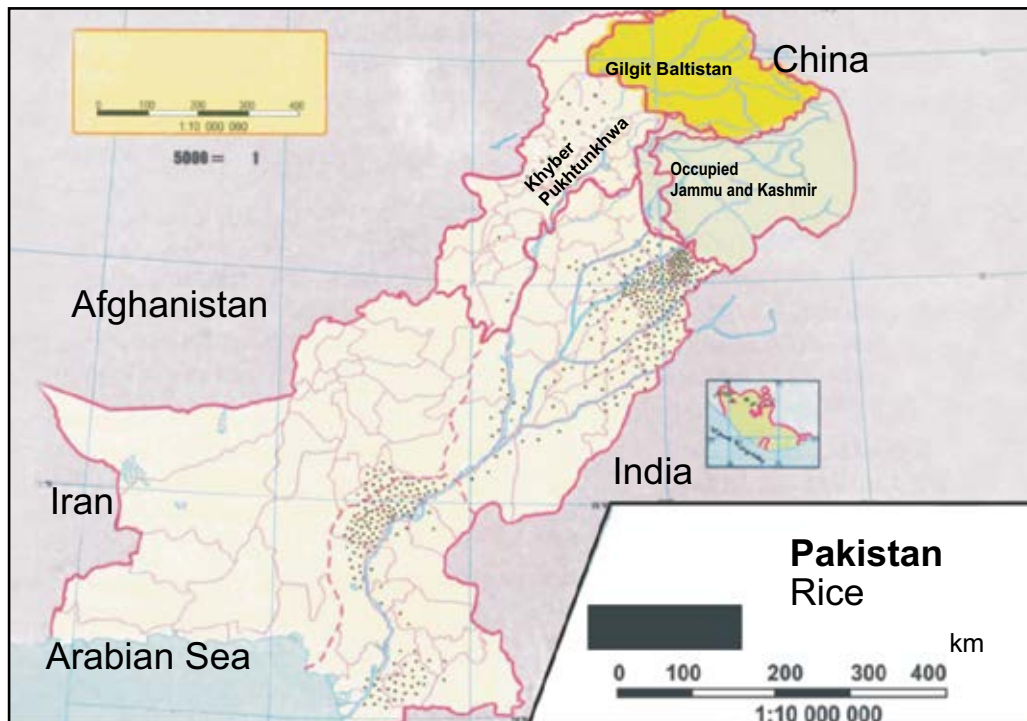 0 100 200 300 400
1:10 000 000
5000 = 1
Gilgit Baltistan
China
Khyber
Pukhtunkhwa
Occupied
Jammu and Kashmir
Afghanistan
Iran
India
Arabian Sea
Pakistan
Rice
km
0 100 200 300 400
1:10 000 000